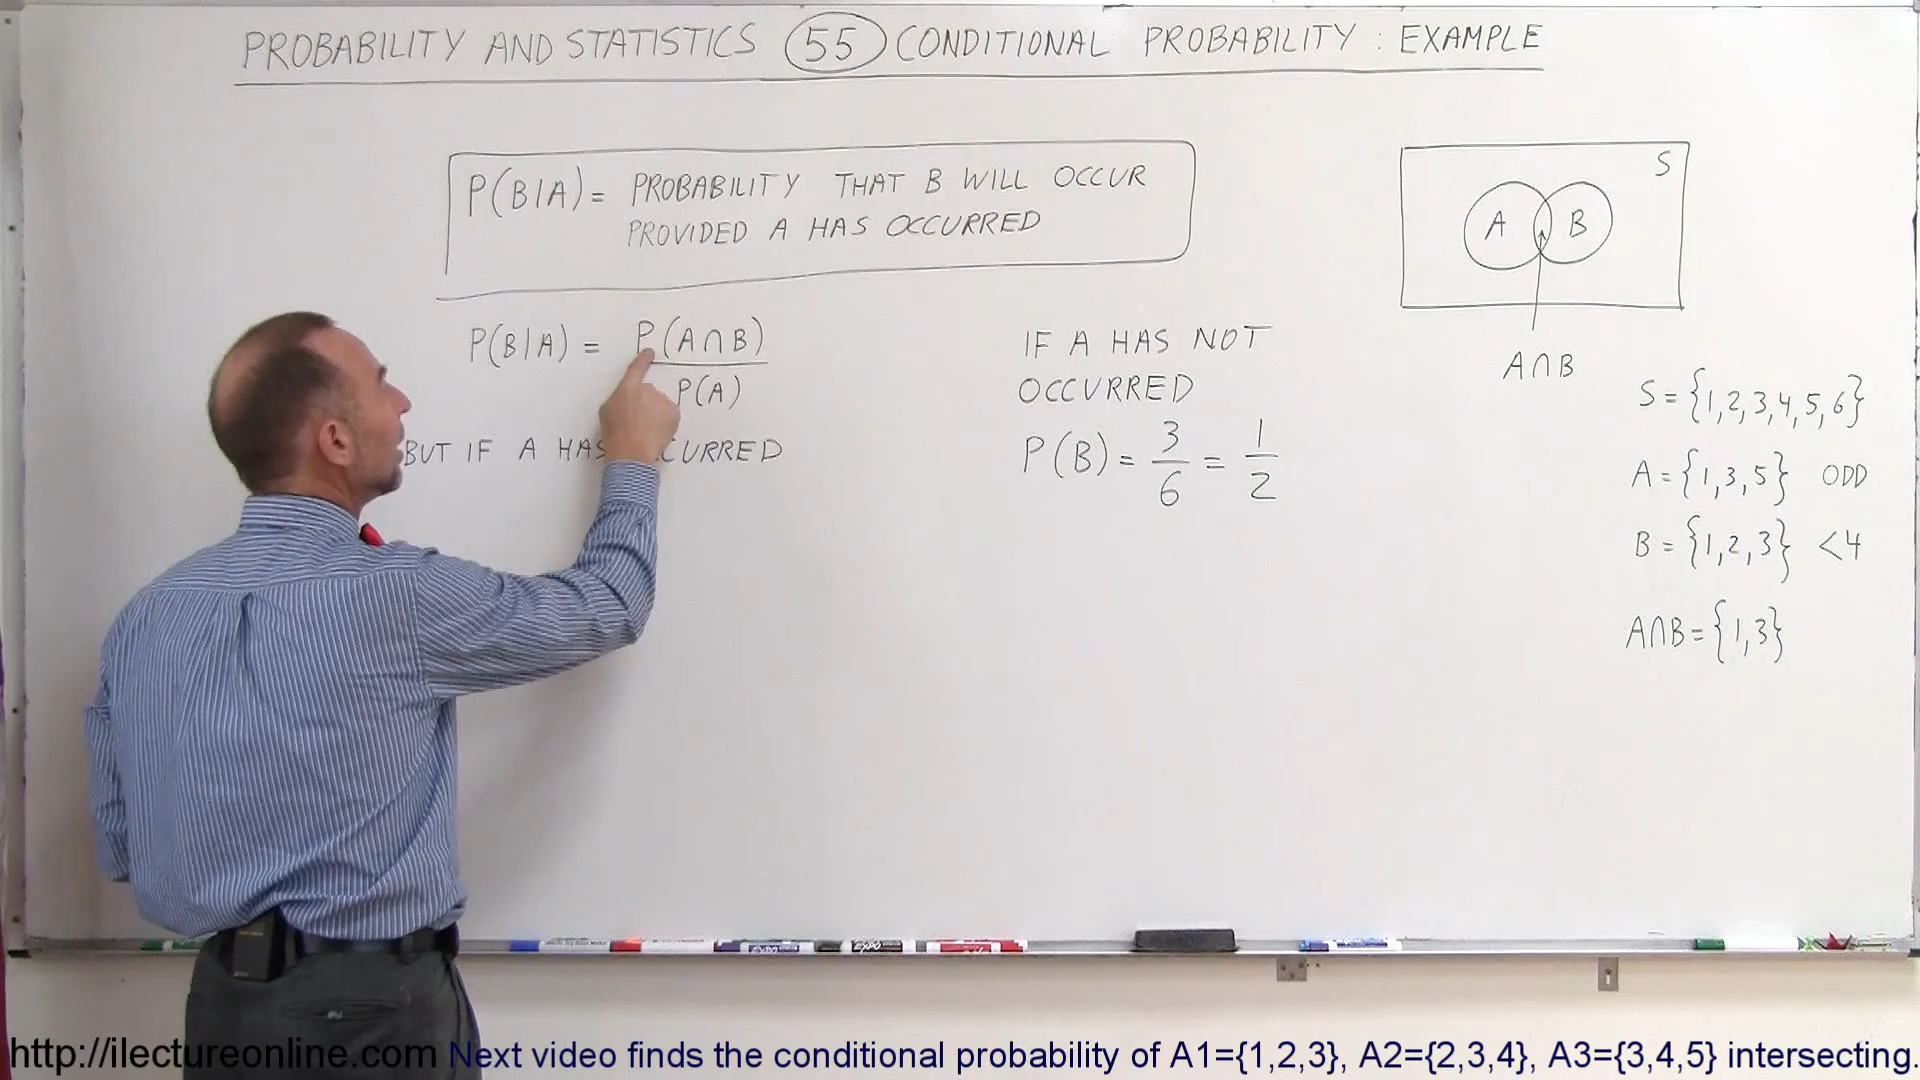 PROBABILITY AND STATISTICS 55 CONDITIONAL PROBABILITY : EXAMPLE
P(B|A) = PROBABILITY THAT B WILL OCCUR
PROVIDED A HAS OCCURRED
P(B|A) = P(A∩B)
P(A)
BUT IF A HAS CURRED
IF A HAS NOT
OCCURRED
P(B) = 3/6 = 1/2
S
A B
A∩B
S = {1,2,3,4,5,6}
A = {1,3,5} ODD
B = {1,2,3} <4
A∩B = {1,3}
EXPO
http://ilectureonline.com Next video finds the conditional probability of A1={1,2,3}, A2={2,3,4}, A3={3,4,5} intersecting.